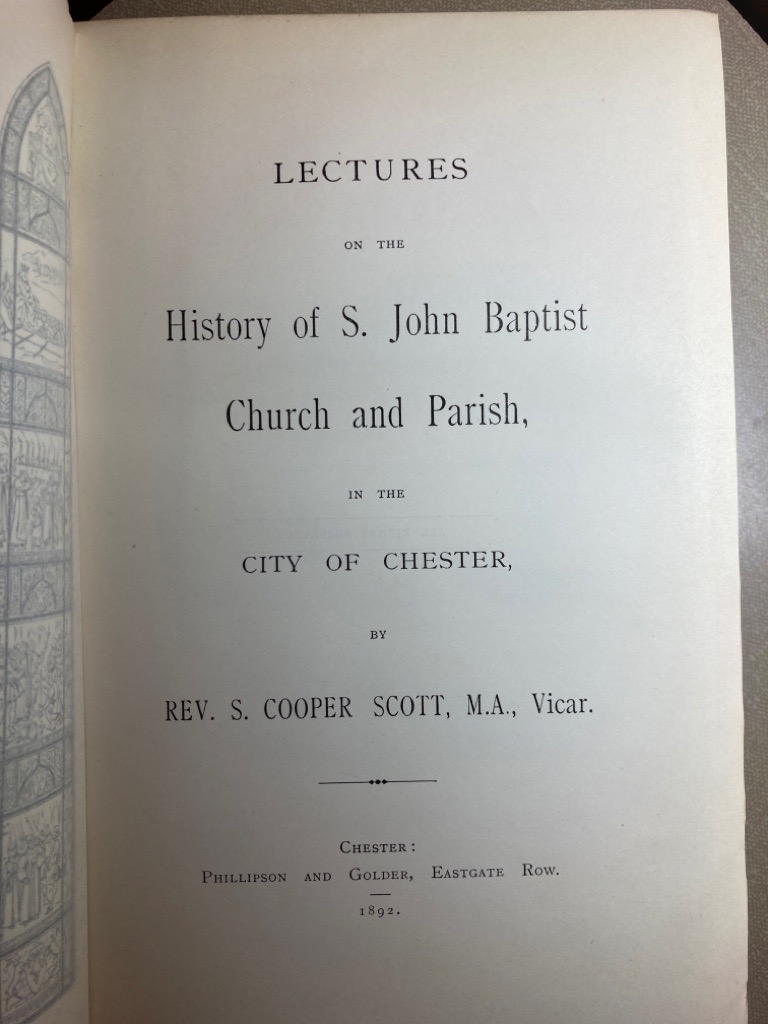 LECTURES
ON THE
History of S. John Baptist
Church and Parish,
IN THE
CITY OF CHESTER,
BY
REV. S. COOPER SCOTT, M.A., Vicar.
CHESTER:
PHILLIPSON AND GOLDER, EASTGATE ROW.
1892.